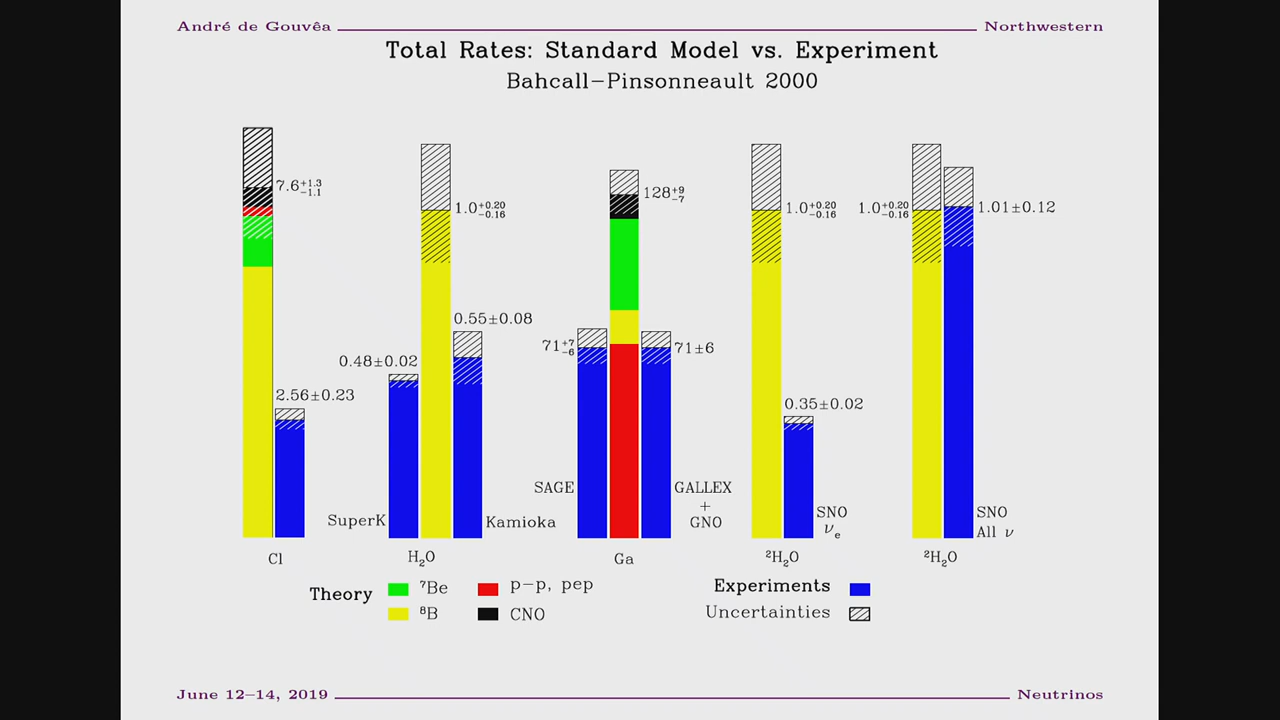 André de Gouvêa
Northwestern
Total Rates: Standard Model vs. Experiment
Bahcall−Pinsonneault 2000
7.6+1.3−1.1
1.0+0.20−0.16
128+9−7
1.0+0.20−0.16
1.0+0.20−0.16
1.01±0.12
0.48±0.02
0.55±0.08
71+7−6
71±6
2.56±0.23
0.35±0.02
SuperK
Kamioka
SAGE
GALLEX
+
GNO
SNO
νe
SNO
All ν
Cl
H2O
Ga
²H2O
²H2O
Theory
⁷Be
p−p, pep
⁸B
CNO
Experiments
Uncertainties
June 12–14, 2019
Neutrinos